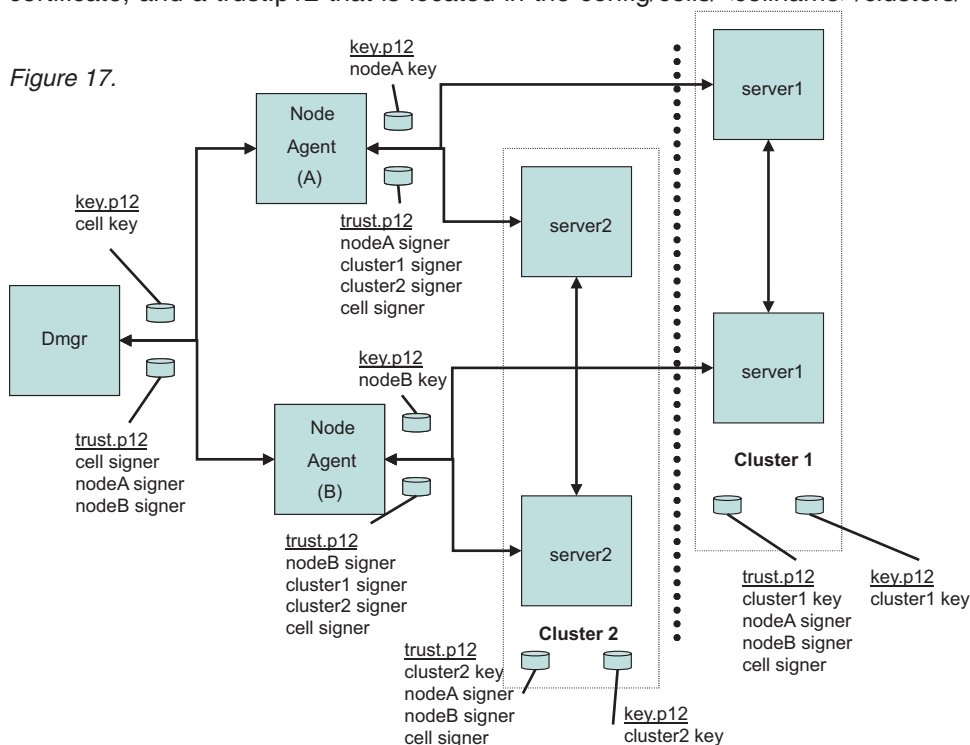 certificate, and a trust.p12 that is located in the config/cells/<cellname>/clusters/
Figure 17.
key.p12
nodeA key
Node
Agent
(A)
server1
key.p12
cell key
trust.p12
nodeA signer
cluster1 signer
cluster2 signer
cell signer
server2
Dmgr
key.p12
nodeB key
server1
trust.p12
cell signer
nodeA signer
nodeB signer
Node
Agent
(B)
Cluster 1
trust.p12
nodeB signer
cluster1 signer
cluster2 signer
cell signer
server2
trust.p12
cluster1 key
nodeA signer
nodeB signer
cell signer
key.p12
cluster1 key
Cluster 2
trust.p12
cluster2 key
nodeA signer
nodeB signer
cell signer
key.p12
cluster2 key